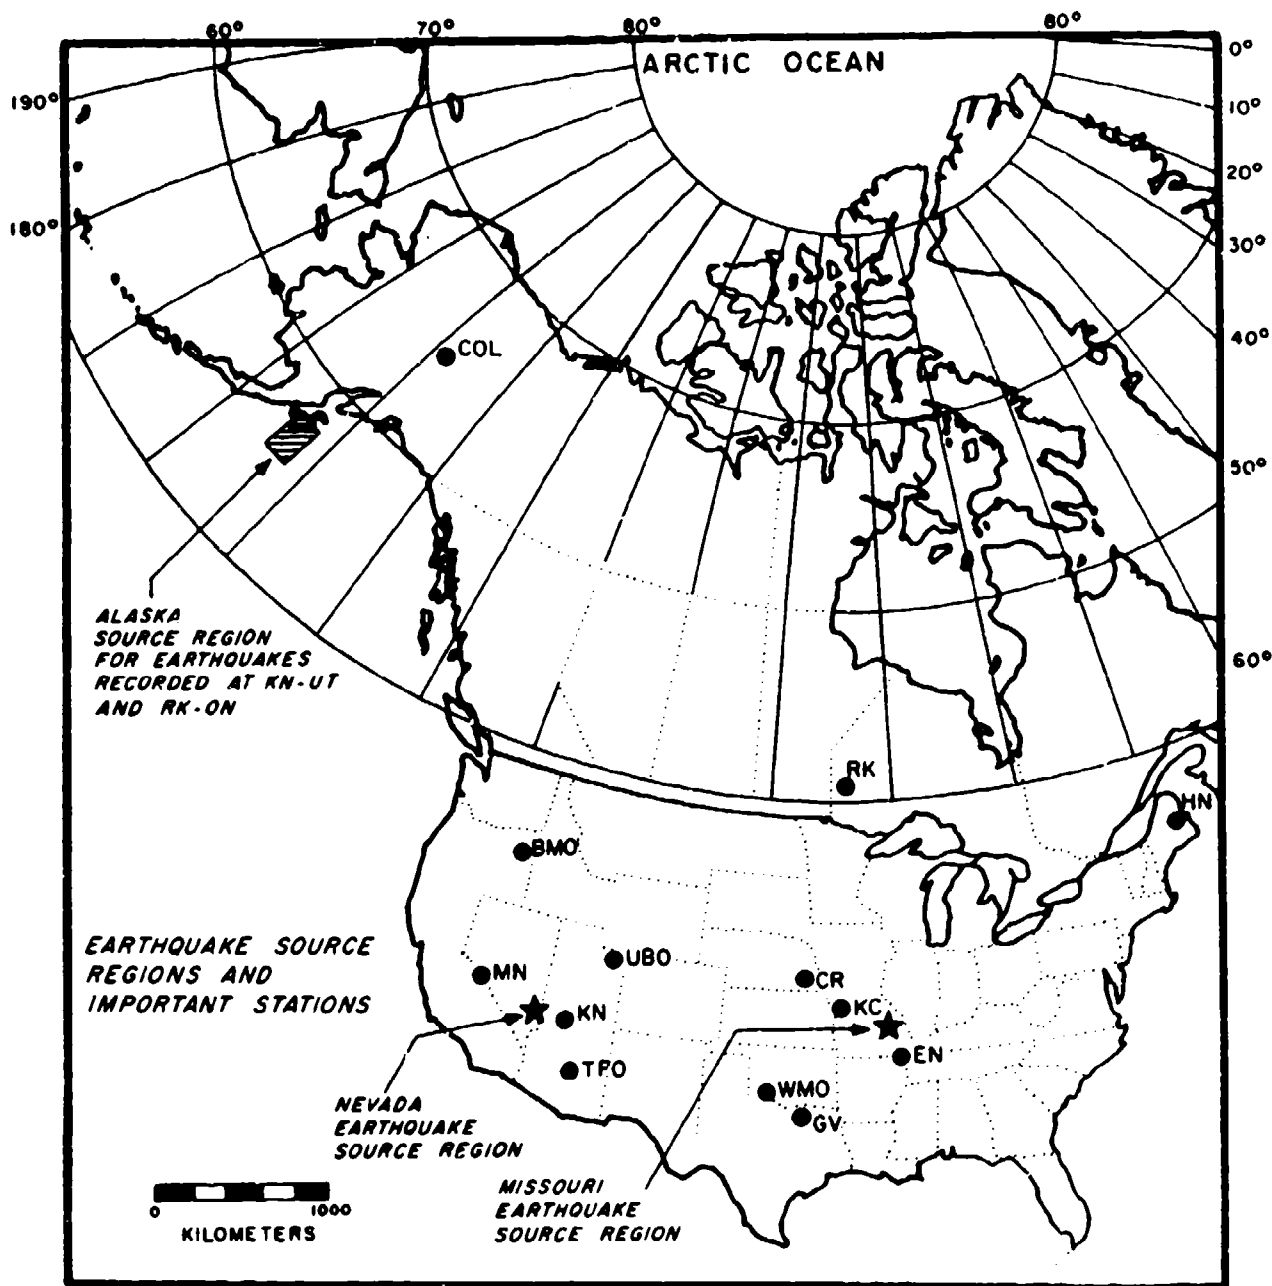 60° 70° 80° 80°
ARCTIC OCEAN
0°
190°
10°
20°
180°
30°
40°
COL
50°
ALASKA
SOURCE REGION
FOR EARTHQUAKES
RECORDED AT KN-UT
AND RK-ON
60°
RK
HN
BMO
EARTHQUAKE SOURCE
REGIONS AND
IMPORTANT STATIONS
MN
UBO
CR
KC
KN
EN
TFO
WMO
GV
NEVADA
EARTHQUAKE
SOURCE REGION
MISSOURI
EARTHQUAKE
SOURCE REGION
0 1000
KILOMETERS